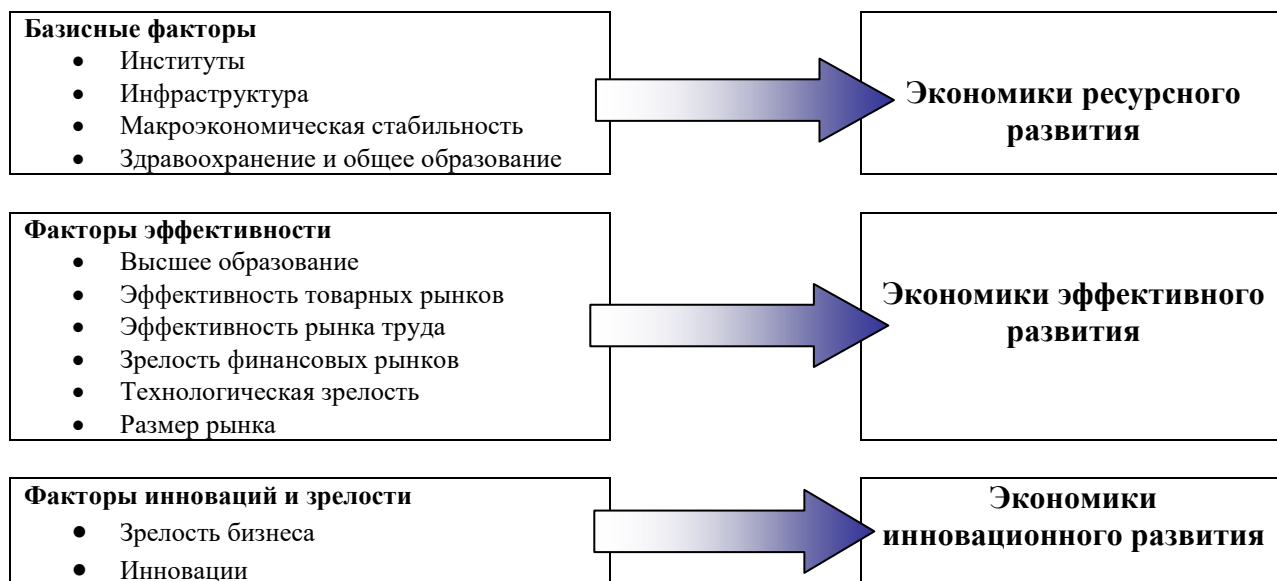 Базисные факторы
• Институты
• Инфраструктура
• Макроэкономическая стабильность
• Здравоохранение и общее образование
Экономики ресурсного
развития
Факторы эффективности
• Высшее образование
• Эффективность товарных рынков
• Эффективность рынка труда
• Зрелость финансовых рынков
• Технологическая зрелость
• Размер рынка
Экономики эффективного
развития
Факторы инноваций и зрелости
• Зрелость бизнеса
• Инновации
Экономики
инновационного развития